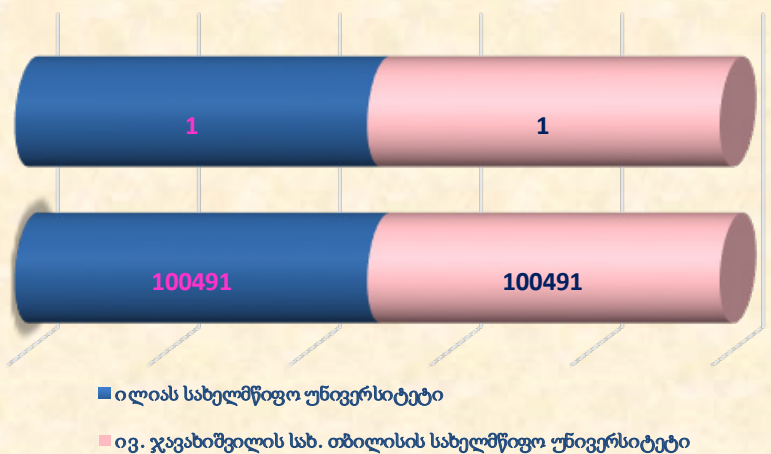 1 1
100491 100491
ილიას სახელმწიფო უნივერსიტეტი
ივ. ჯავახიშვილის სახ. თბილისის სახელმწიფო უნივერსიტეტი